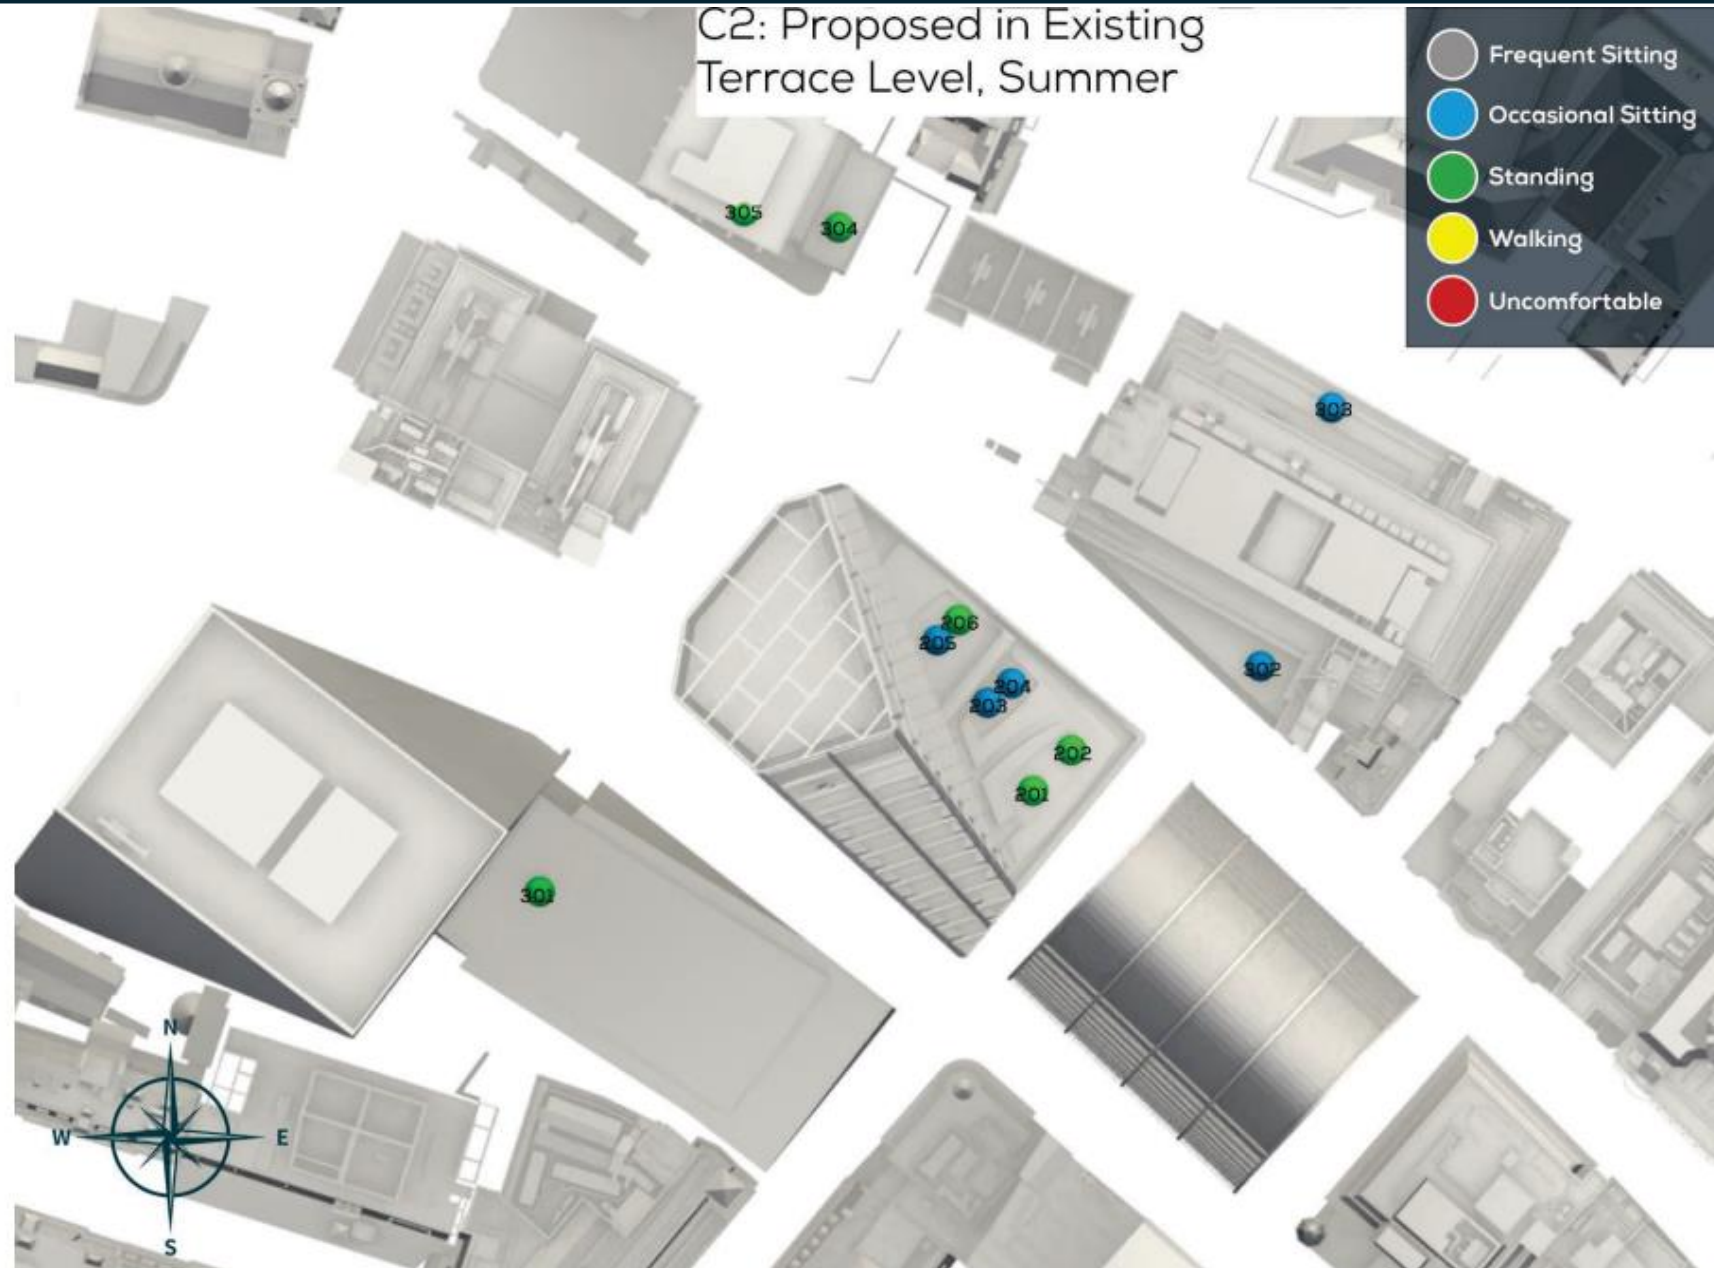 C2: Proposed in Existing
Terrace Level, Summer
Frequent Sitting
Occasional Sitting
Standing
Walking
Uncomfortable
305
304
303
206
205
204
203
302
202
201
301
N
W
E
S